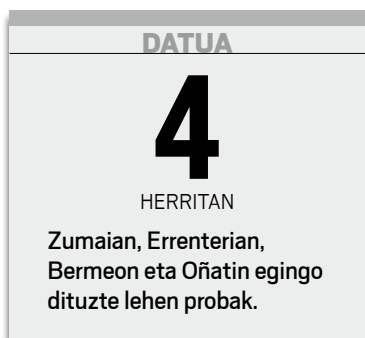 DATUA
4
HERRITAN
Zumaian, Errenterian,
Bermeon eta Oñatin egingo
dituzte lehen probak.